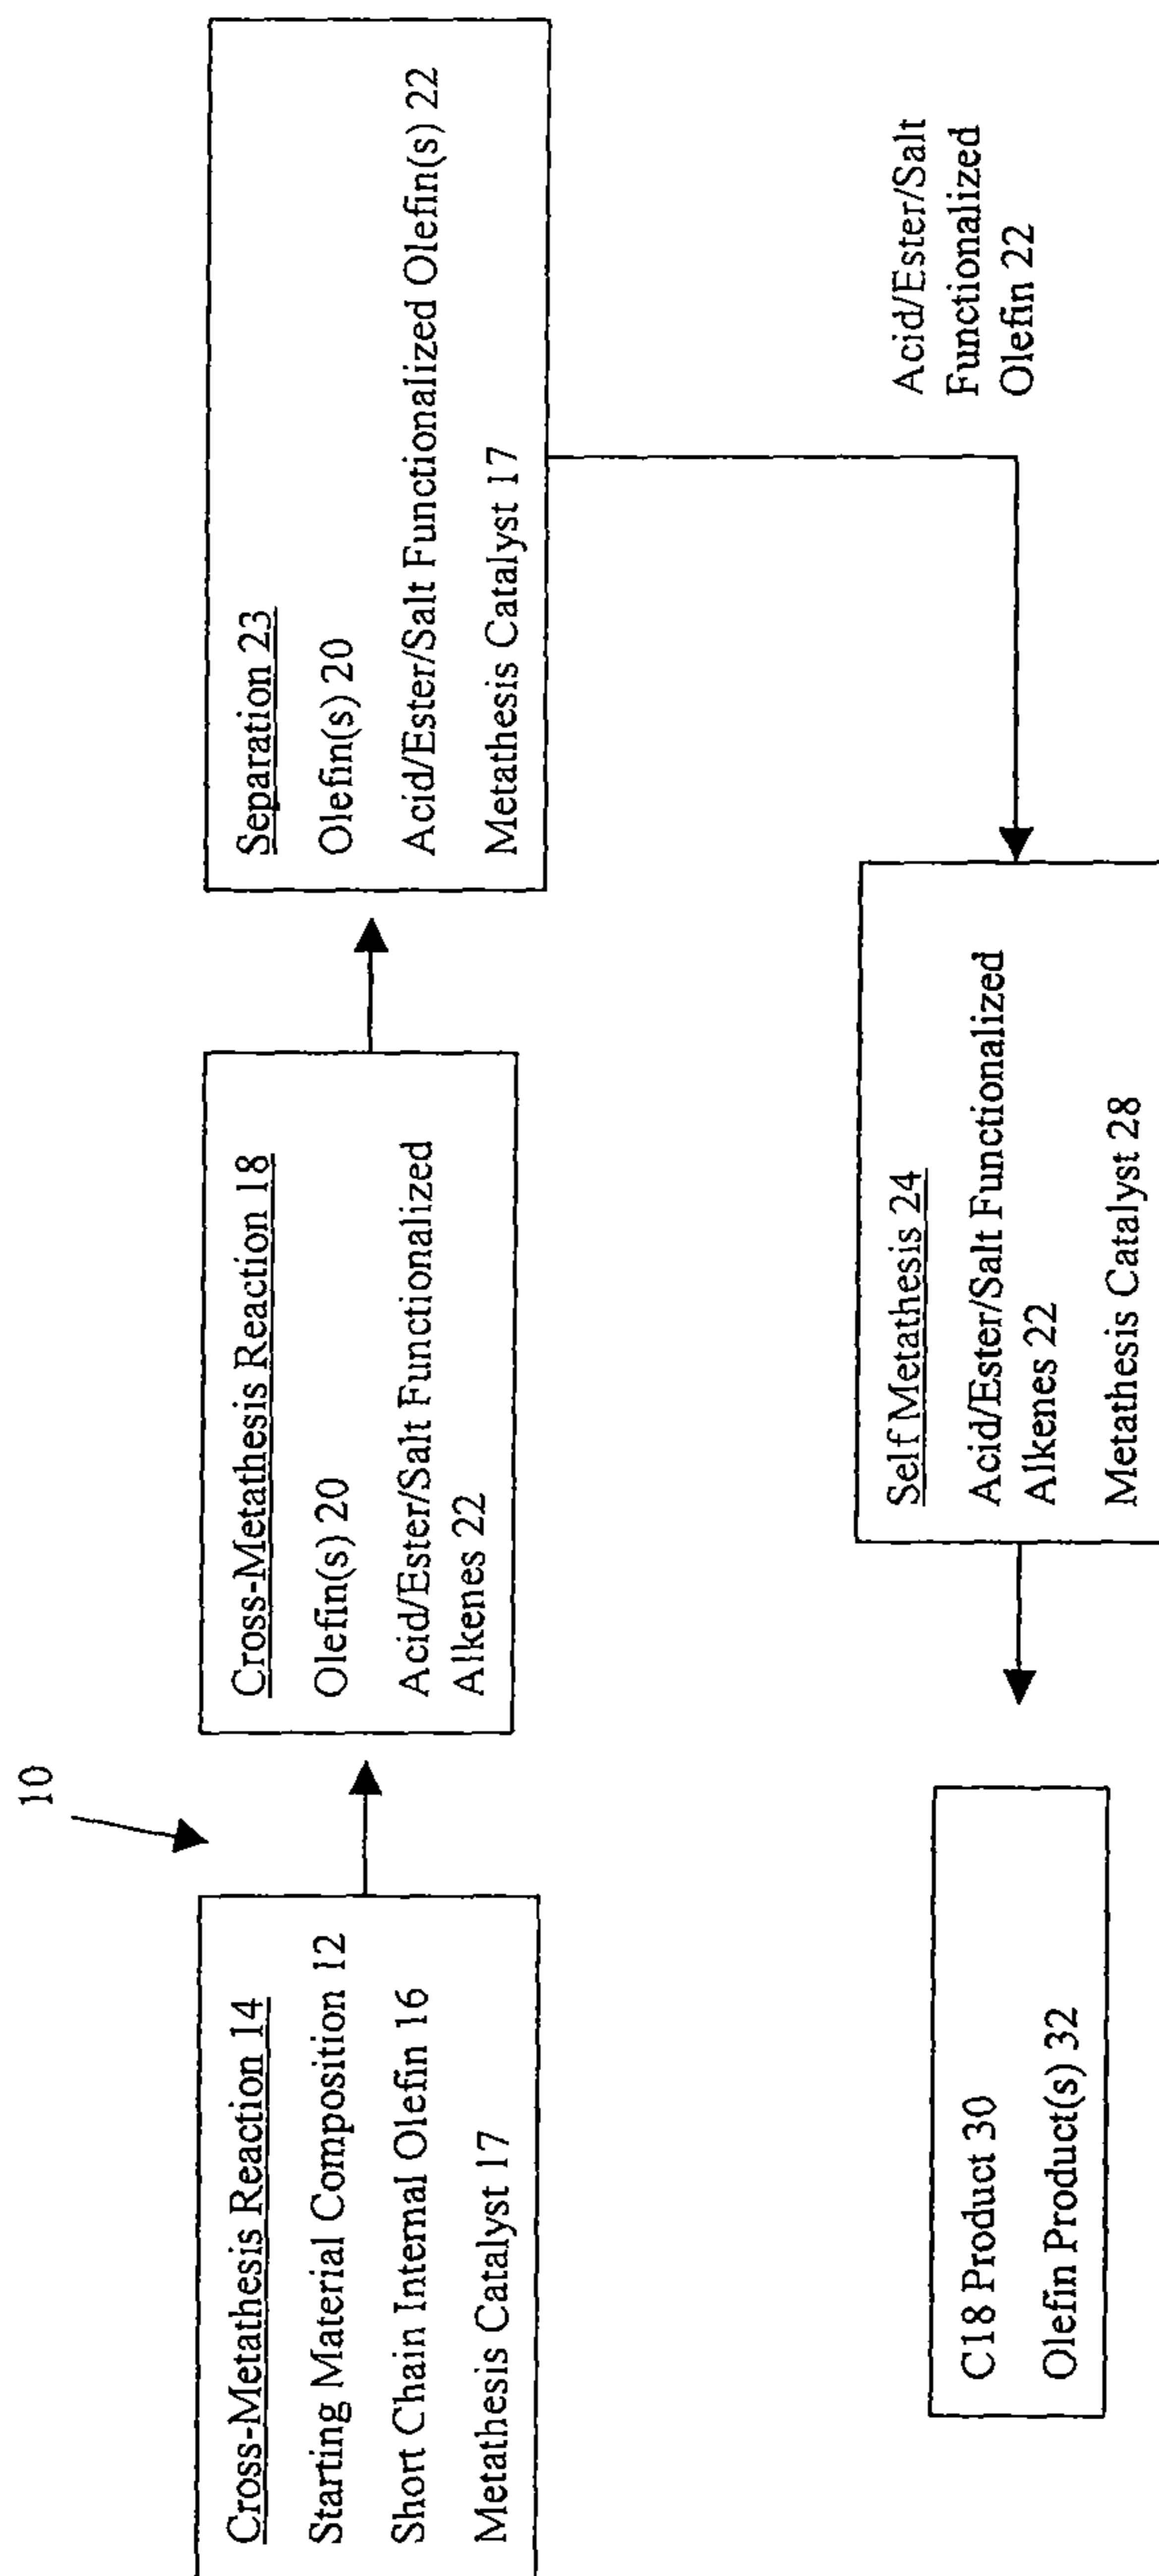 10
Cross-Metathesis Reaction 14
Starting Material Composition 12
Short Chain Internal Olefin 16
Metathesis Catalyst 17
Cross-Metathesis Reaction 18
Olefin(s) 20
Acid/Ester/Salt Functionalized
Alkenes 22
Separation 23
Olefin(s) 20
Acid/Ester/Salt Functionalized Olefin(s) 22
Metathesis Catalyst 17
Acid/Ester/Salt
Functionalized
Olefin 22
Self Metathesis 24
Acid/Ester/Salt Functionalized
Alkenes 22
Metathesis Catalyst 28
C18 Product 30
Olefin Product(s) 32